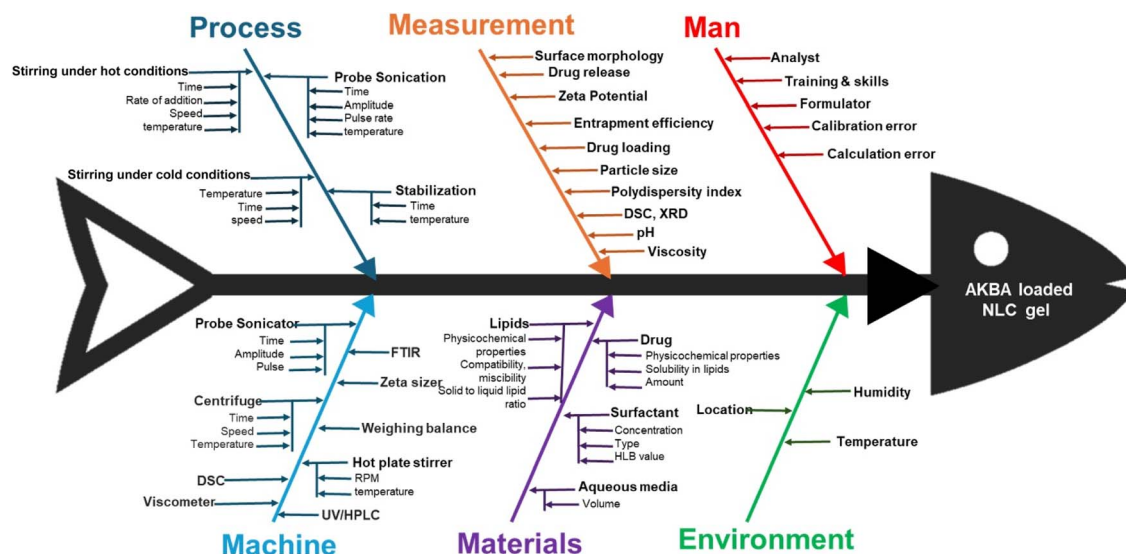 Process
Stirring under hot conditions
Time
Rate of addition
Speed
temperature
Probe Sonication
Time
Amplitude
Pulse rate
temperature
Stirring under cold conditions
Temperature
Time
speed
Stabilization
Time
temperature
Measurement
Surface morphology
Drug release
Zeta Potential
Entrapment efficiency
Drug loading
Particle size
Polydispersity index
DSC, XRD
pH
Viscosity
Man
Analyst
Training & skills
Formulator
Calibration error
Calculation error
AKBA loaded
NLC gel
Probe Sonicator
Time
Amplitude
Pulse
FTIR
Zeta sizer
Centrifuge
Time
Speed
Temperature
Weighing balance
Hot plate stirrer
RPM
temperature
DSC
Viscometer
UV/HPLC
Machine
Lipids
Physicochemical
properties
Compatibility,
miscibility
Solid to liquid lipid
ratio
Drug
Physicochemical properties
Solubility in lipids
Amount
Surfactant
Concentration
Type
HLB value
Aqueous media
Volume
Materials
Humidity
Location
Temperature
Environment